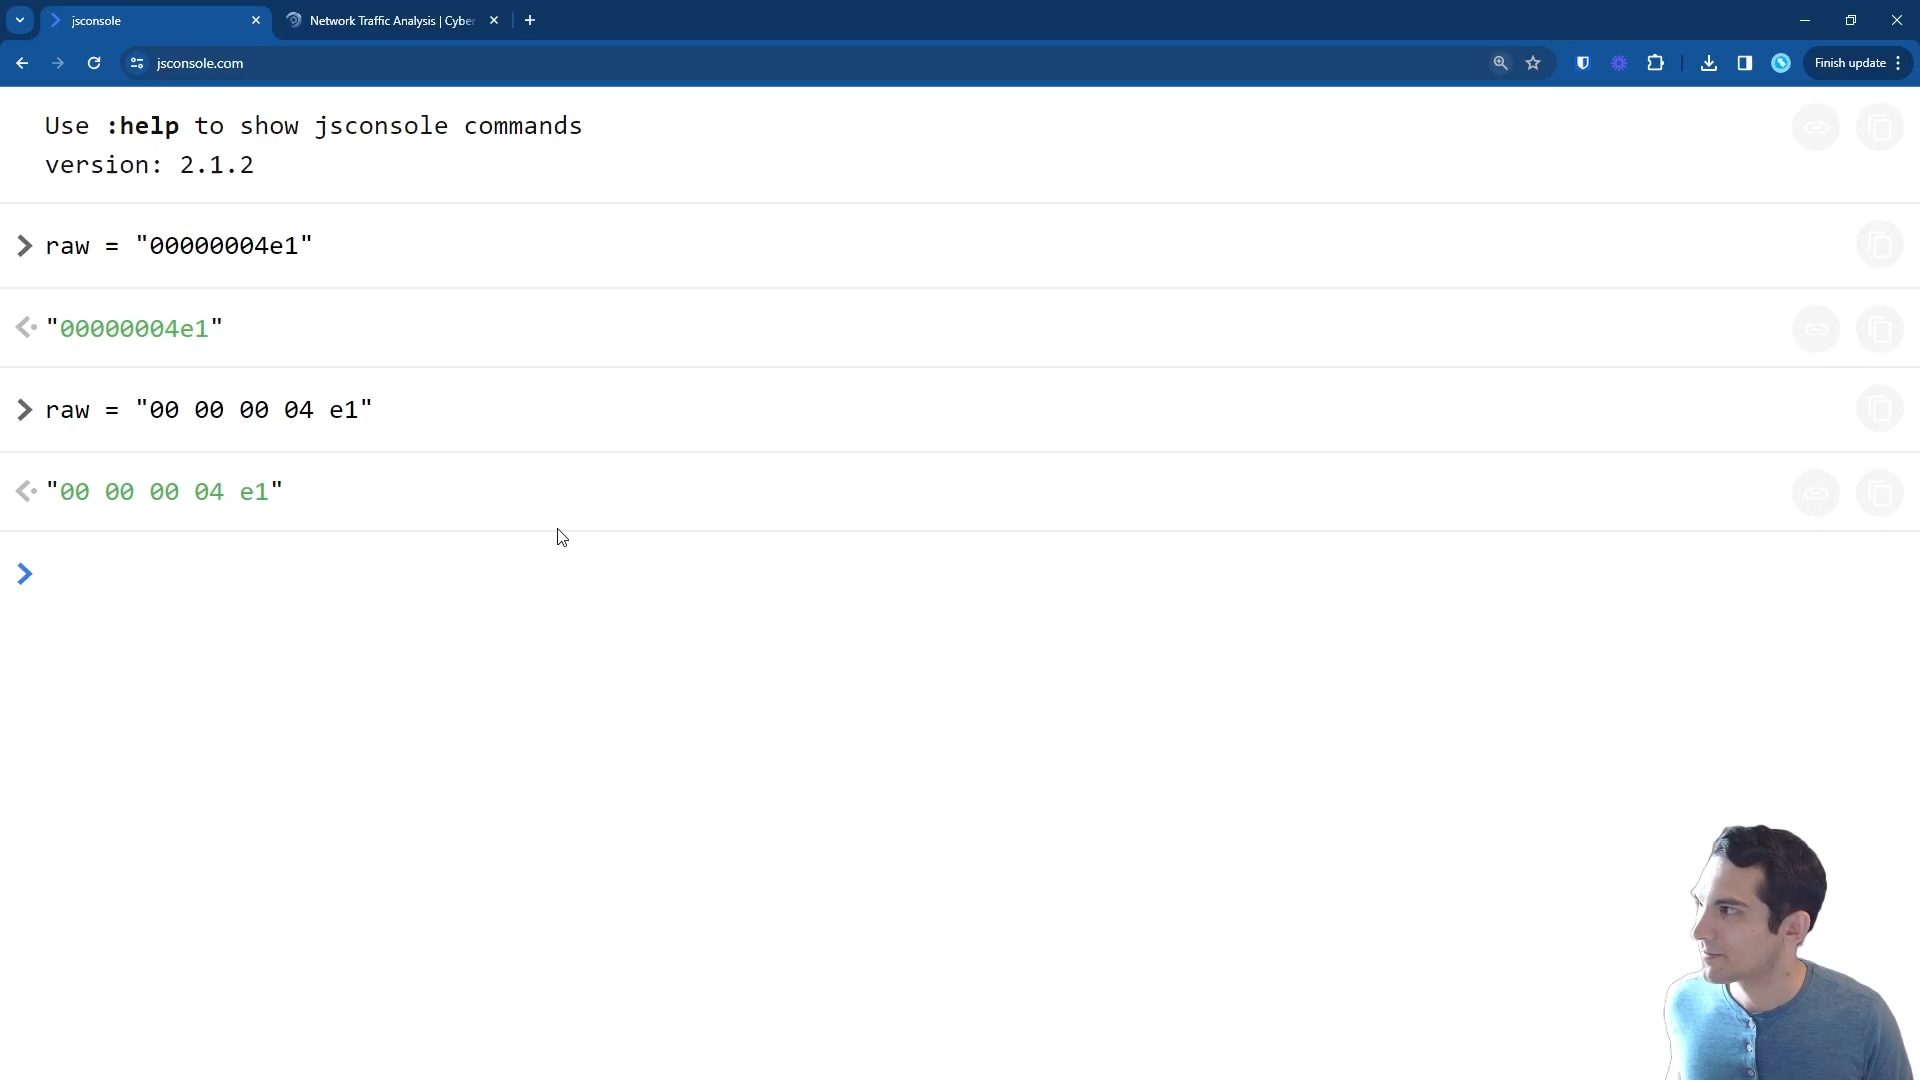 jsconsole
Network Traffic Analysis | Cyber
jsconsole.com
Finish update
Use :help to show jsconsole commands
version: 2.1.2
raw = "00000004e1"
"00000004e1"
raw = "00 00 00 04 e1"
"00 00 00 04 e1"